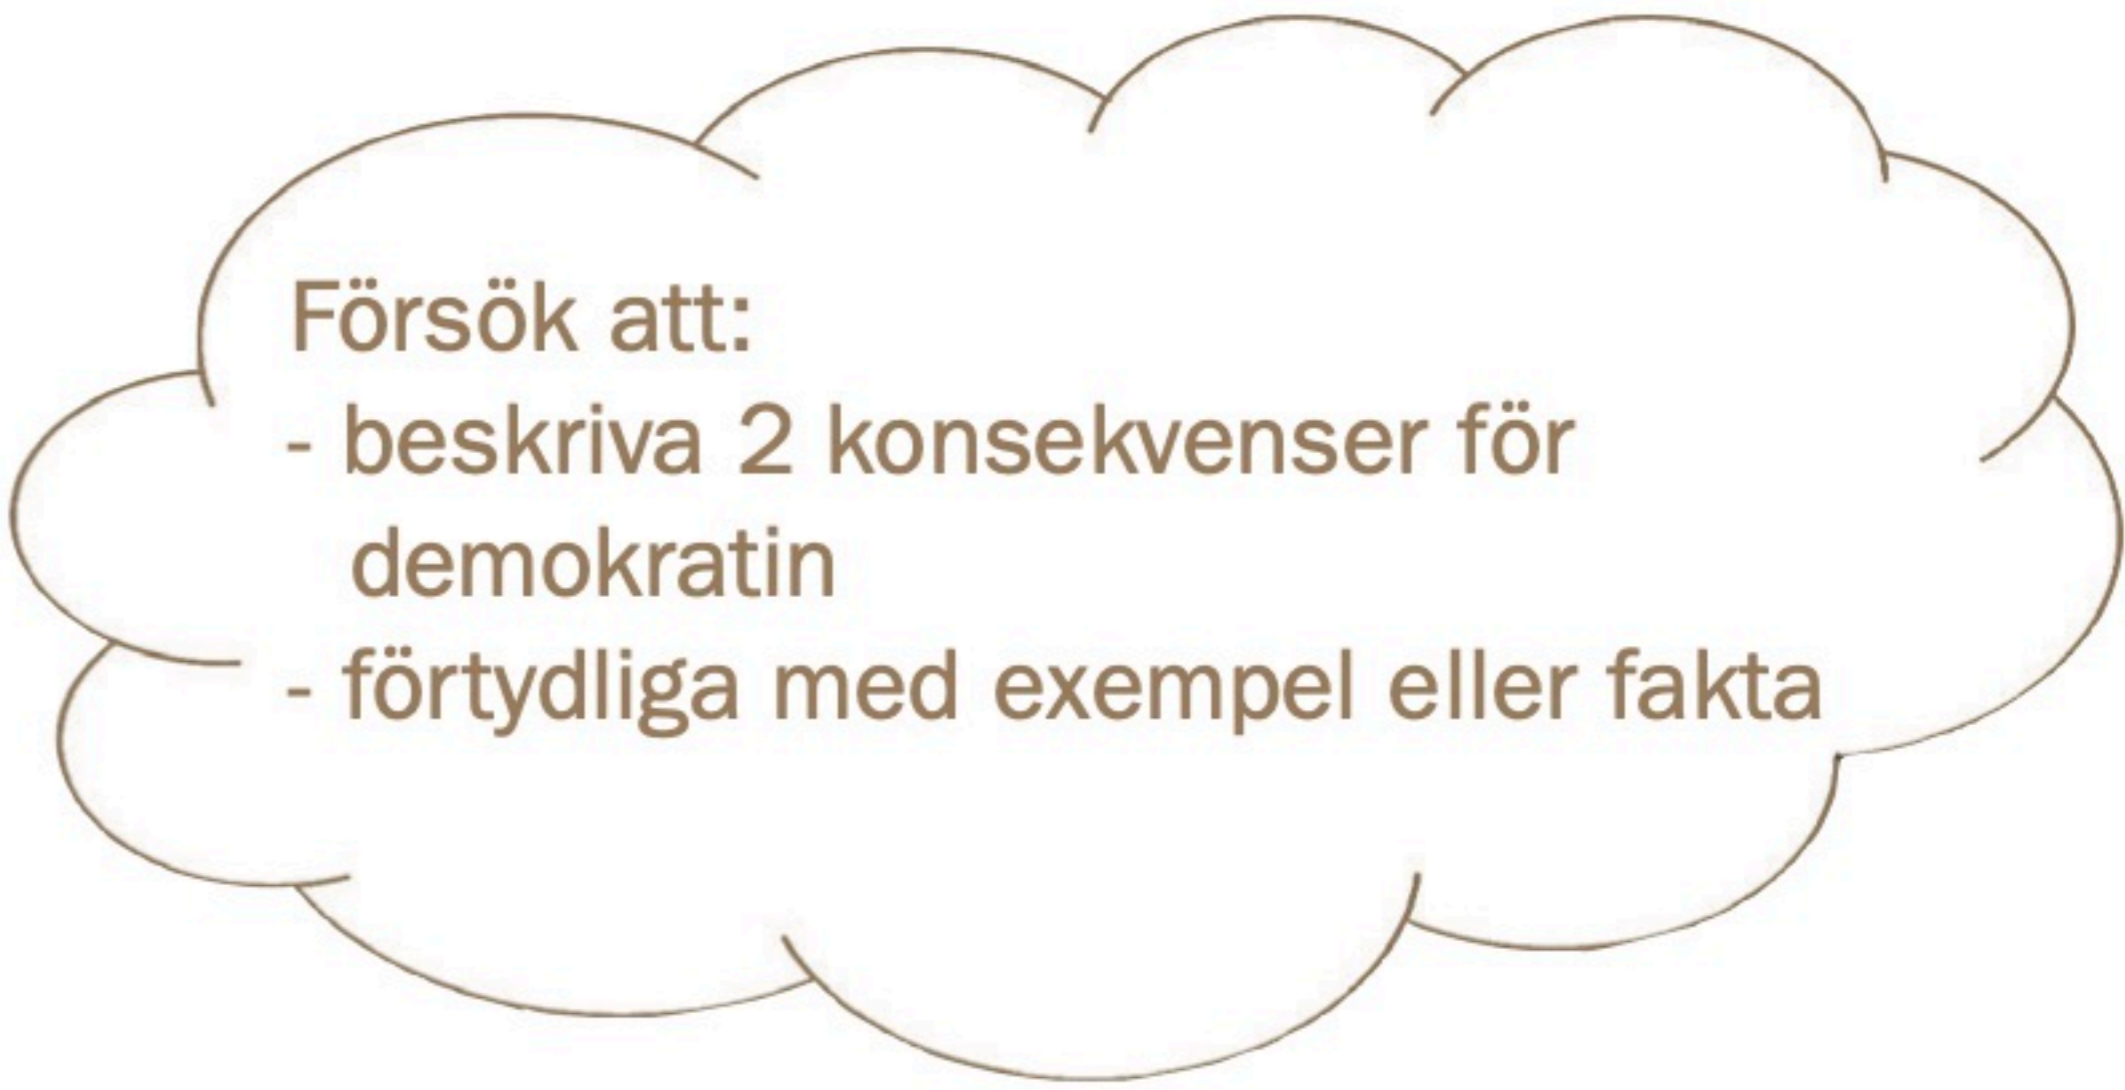 Försök att:
- beskriva 2 konsekvenser för
demokratin
- förtydliga med exempel eller fakta